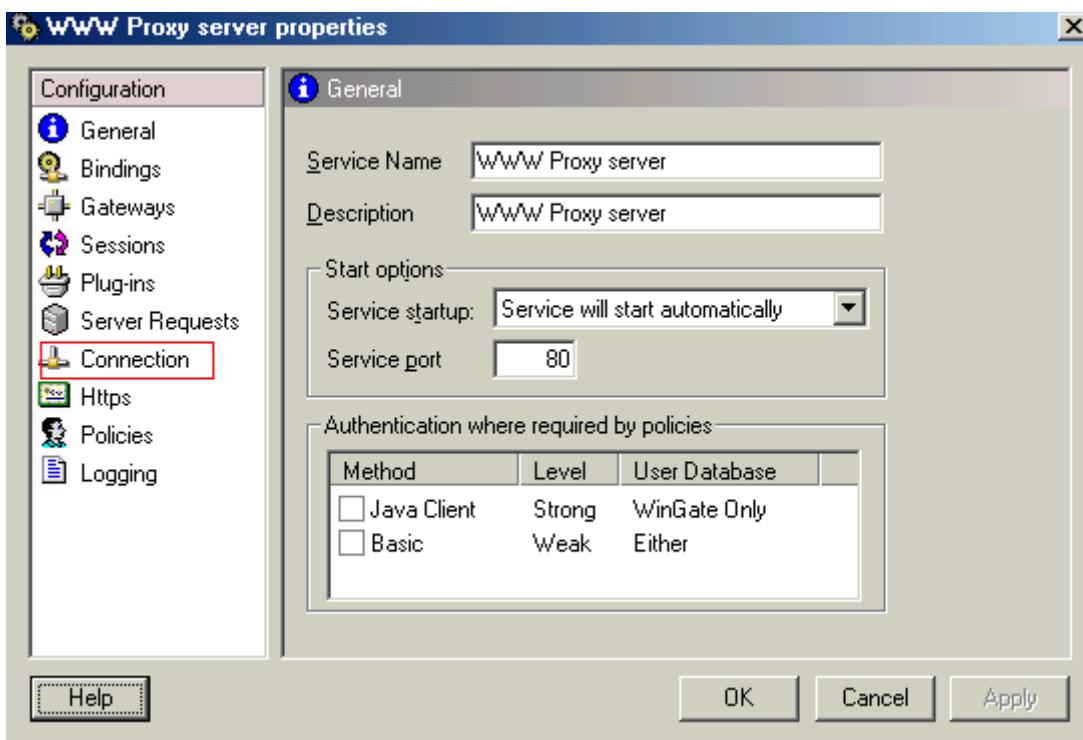 WWW Proxy server properties
Configuration
General
Bindings
Gateways
Sessions
Plug-ins
Server Requests
Connection
Https
Policies
Logging
General
Service Name WWW Proxy server
Description WWW Proxy server
Start options
Service startup: Service will start automatically
Service port 80
Authentication where required by policies
Method Level User Database
Java Client Strong WinGate Only
Basic Weak Either
Help OK Cancel Apply